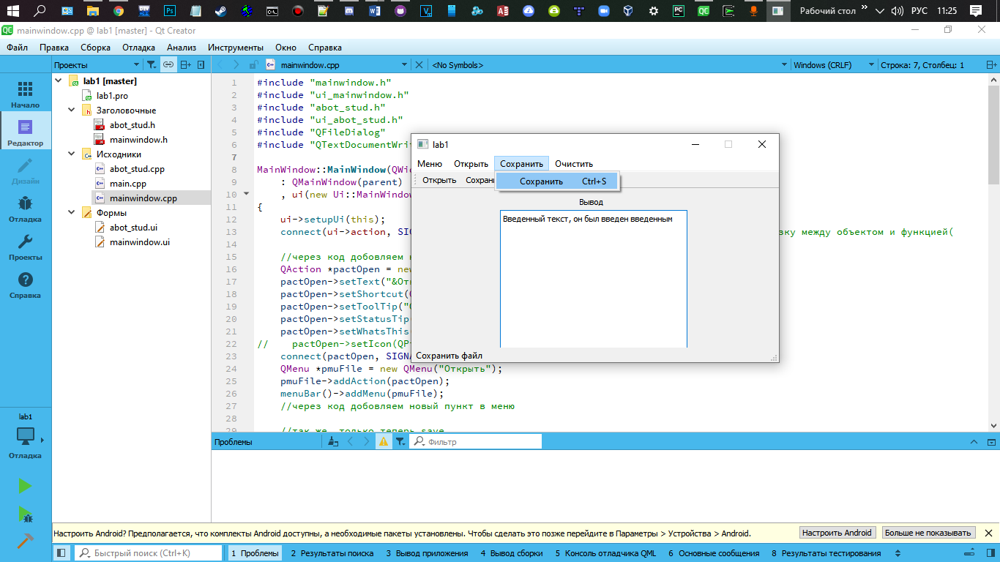 Рабочий стол
РУС
11:25
mainwindow.cpp @ lab1 [master] - Qt Creator
Файл Правка Сборка Отладка Анализ Инструменты Окно Справка
Проекты
mainwindow.cpp
<No Symbols>
Windows (CRLF)
Строка: 7, Столбец: 1
Начало
Редактор
Дизайн
Отладка
Проекты
Справка
lab1
Отладка
lab1 [master]
lab1.pro
Заголовочные
abot_stud.h
mainwindow.h
Исходники
abot_stud.cpp
main.cpp
mainwindow.cpp
Формы
abot_stud.ui
mainwindow.ui
1 #include "mainwindow.h"
2 #include "ui_mainwindow.h"
3 #include "abot_stud.h"
4 #include "ui_abot_stud.h"
5 #include "QFileDialog"
6 #include "QTextDocumentWri
7
8 MainWindow::MainWindow(QWi
9 : QMainWindow(parent)
10 , ui(new Ui::MainWindow
11 {
12 ui->setupUi(this);
13 connect(ui->action, SIG зку между объектом и функцией(
14
15 //через код добовляем
16 QAction *pactOpen = new
17 pactOpen->setText("&От
18 pactOpen->setShortcut(
19 pactOpen->setToolTip("
20 pactOpen->setStatusTip
21 pactOpen->setWhatsThis
22 // pactOpen->setIcon(QP
23 connect(pactOpen, SIGNA
24 QMenu *pmuFile = new QMenu("Открыть");
25 pmuFile->addAction(pactOpen);
26 menuBar()->addMenu(pmuFile);
27 //через код добовляем новый пункт в меню
28
29 //так же, только теперь save
lab1
Меню Открыть Сохранить Очистить
Открыть Сохрани
Сохранить Ctrl+S
Вывод
Введенный текст, он был введен введенным
Сохранить файл
Проблемы
Фильтр
Настроить Android? Предполагается, что комплекты Android доступны, а необходимые пакеты установлены. Чтобы сделать это позже перейдите в Параметры > Устройства > Android.
Настроить Android
Больше не показывать
Быстрый поиск (Ctrl+K)
1 Проблемы 2 Результаты поиска 3 Вывод приложения 4 Вывод сборки 5 Консоль отладчика QML 6 Основные сообщения 8 Результаты тестирования